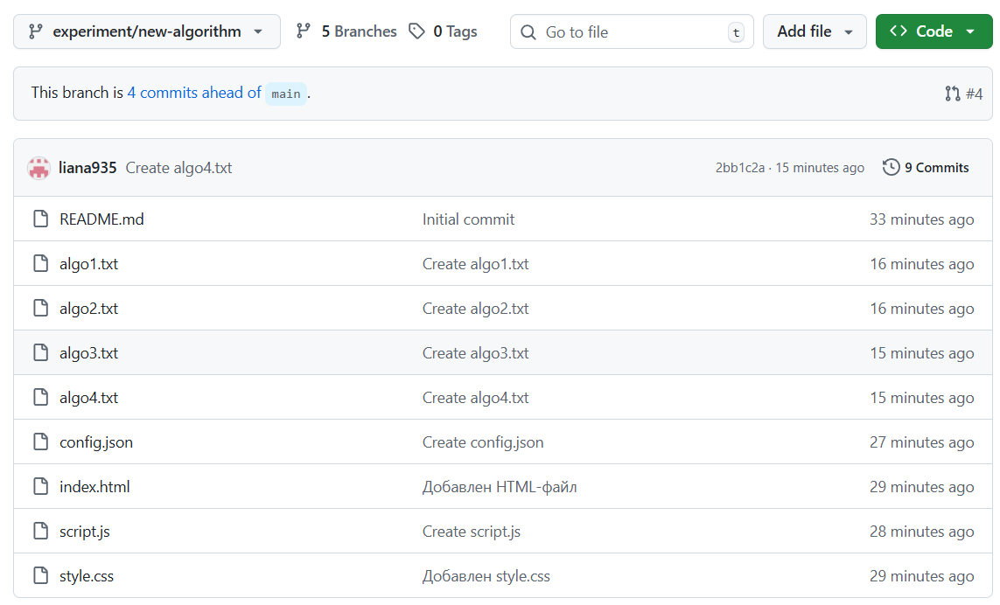 experiment/new-algorithm 5 Branches 0 Tags Go to file t Add file Code
This branch is 4 commits ahead of main . #4
liana935 Create algo4.txt 2bb1c2a · 15 minutes ago 9 Commits
README.md Initial commit 33 minutes ago
algo1.txt Create algo1.txt 16 minutes ago
algo2.txt Create algo2.txt 16 minutes ago
algo3.txt Create algo3.txt 15 minutes ago
algo4.txt Create algo4.txt 15 minutes ago
config.json Create config.json 27 minutes ago
index.html Добавлен HTML-файл 29 minutes ago
script.js Create script.js 28 minutes ago
style.css Добавлен style.css 29 minutes ago